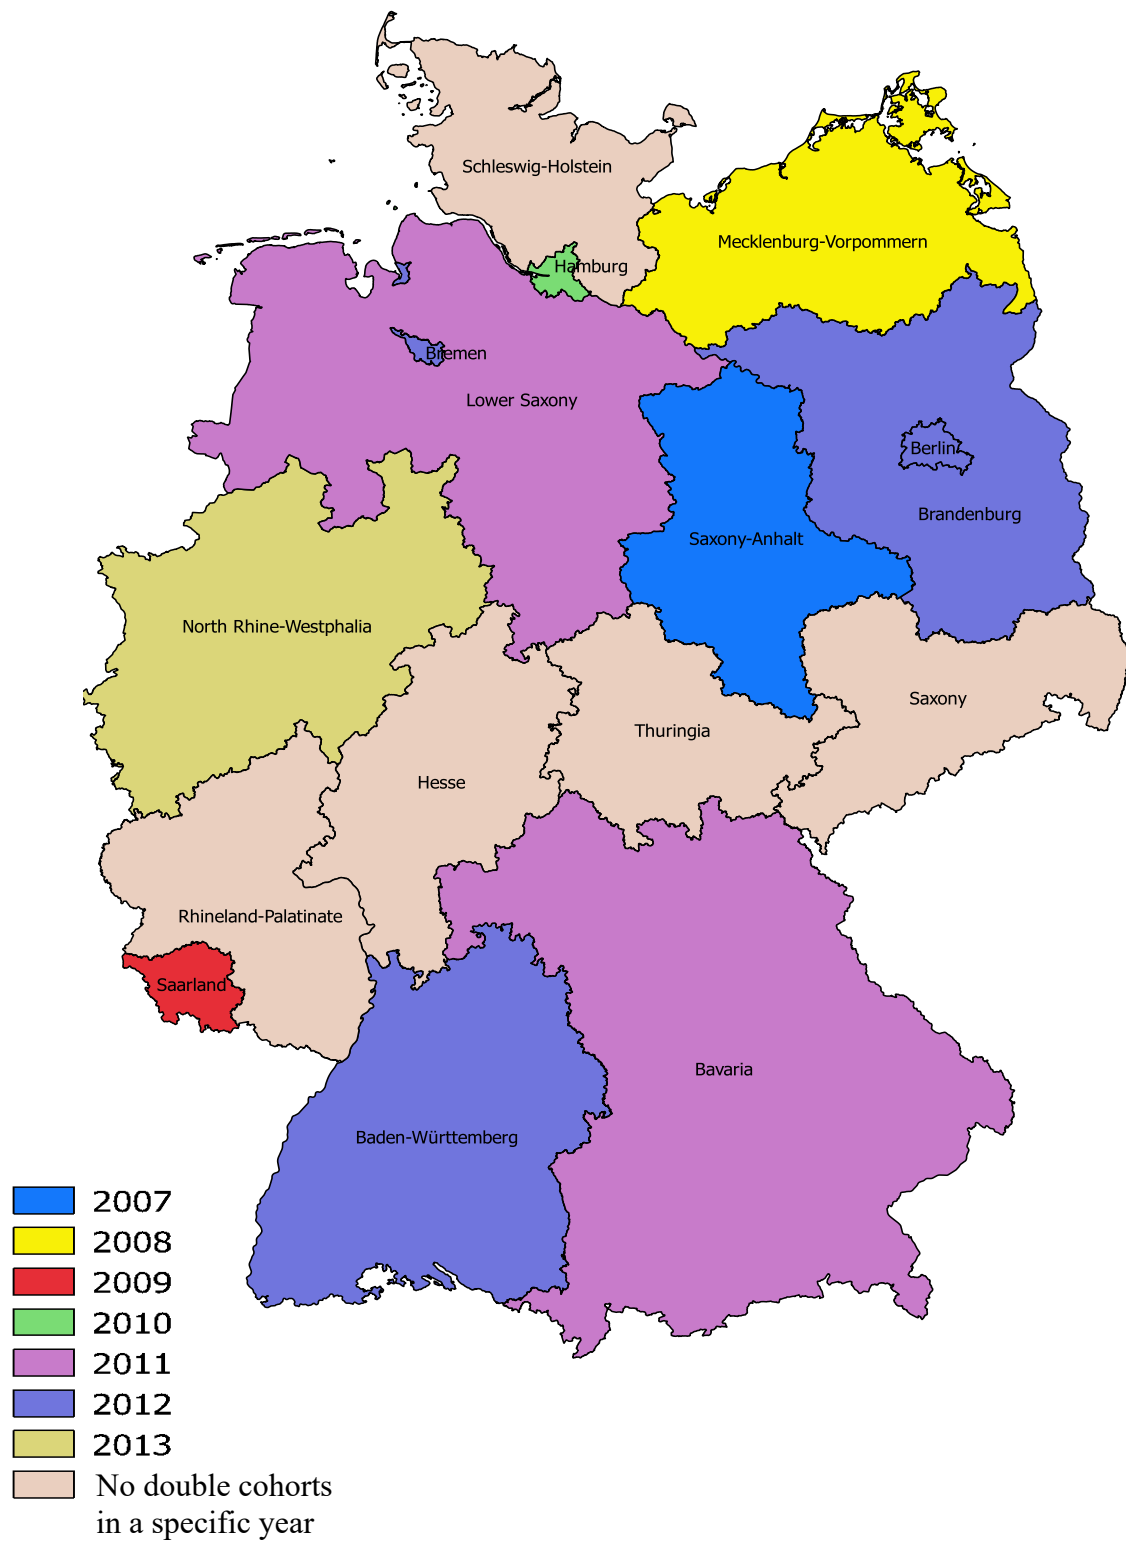 Schleswig-Holstein
Mecklenburg-Vorpommern
Hamburg
Bremen
Lower Saxony
Berlin
Brandenburg
Saxony-Anhalt
North Rhine-Westphalia
Saxony
Thuringia
Hesse
Rhineland-Palatinate
Saarland
Bavaria
Baden-Württemberg
2007
2008
2009
2010
2011
2012
2013
No double cohorts
in a specific year